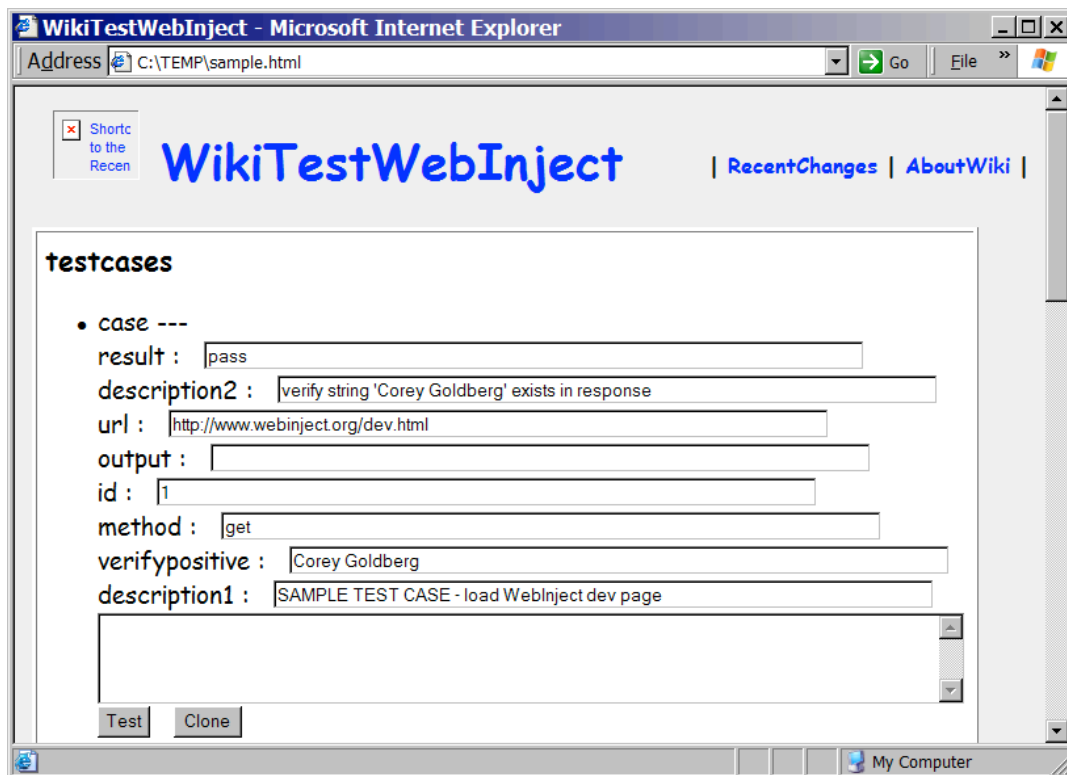 WikiTestWebInject - Microsoft Internet Explorer
Address C:\TEMP\sample.html Go File »
Shortc
to the
Recen
WikiTestWebInject | RecentChanges | AboutWiki |
testcases
• case ---
result : pass
description2 : verify string 'Corey Goldberg' exists in response
url : http://www.webinject.org/dev.html
output :
id : 1
method : get
verifypositive : Corey Goldberg
description1 : SAMPLE TEST CASE - load WebInject dev page
Test Clone
My Computer